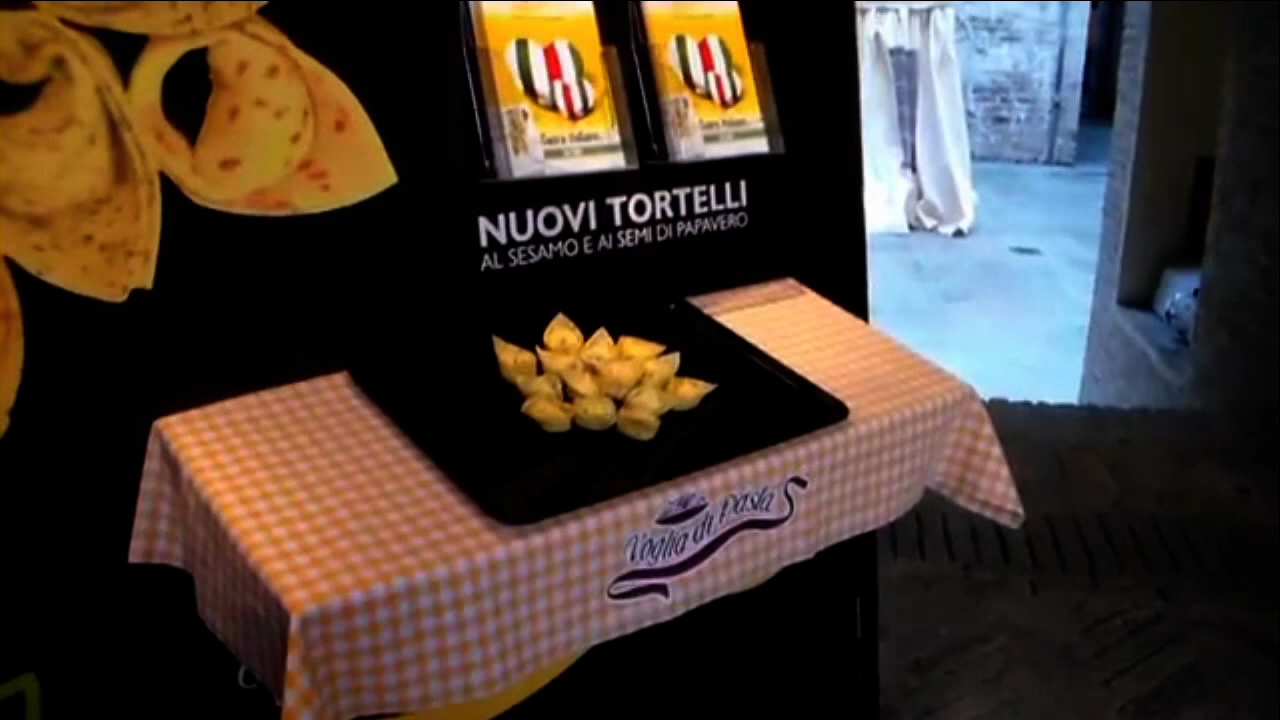 NUOVI TORTELLI
AL SESAMO E AI SEMI DI PAPAVERO
Voglia di Pasta